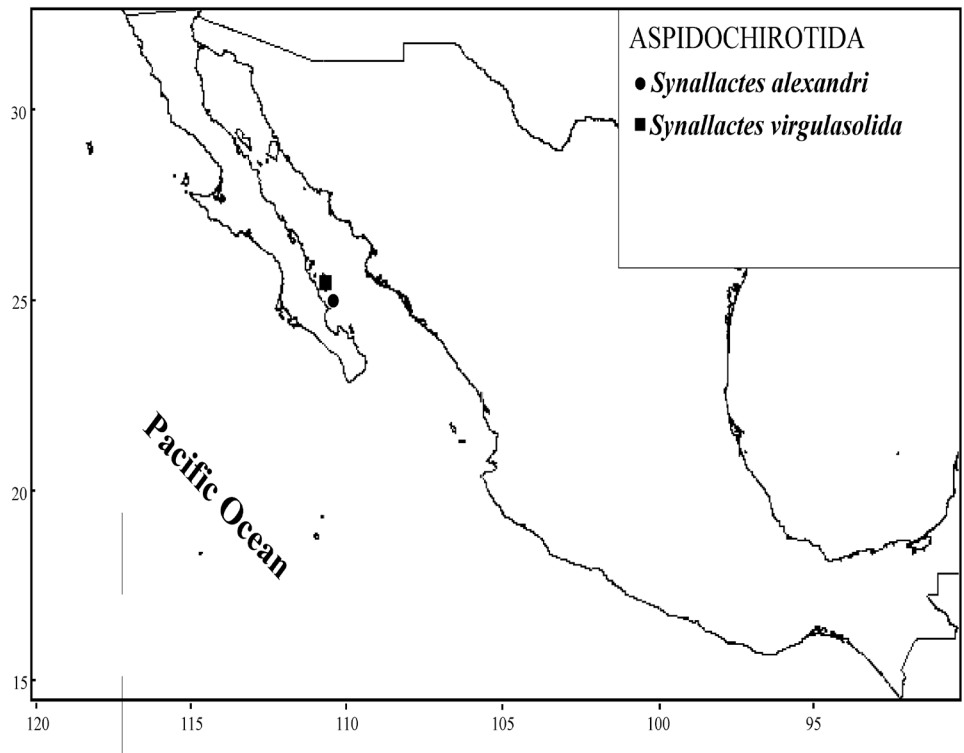 ASPIDOCHIROTIDA
Synallactes alexandri
Synallactes virgulasolida
30
25
20
15
Pacific Ocean
120 115 110 105 100 95